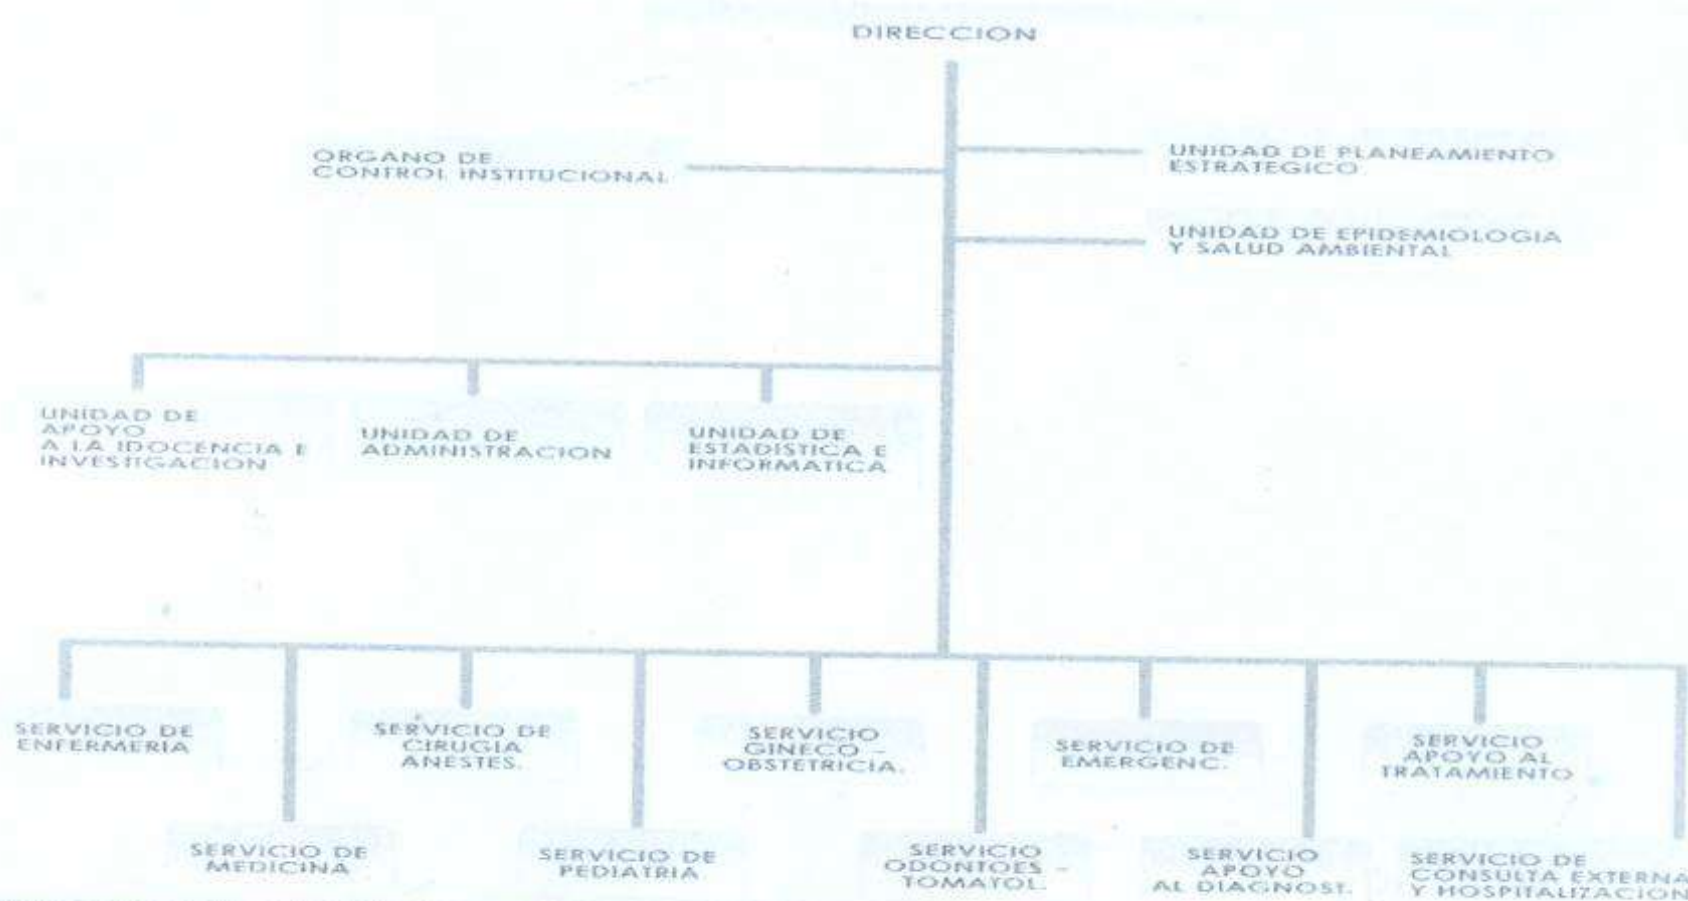 DIRECCION
ORGANO DE
CONTROL INSTITUCIONAL
UNIDAD DE PLANEAMIENTO
ESTRATEGICO
UNIDAD DE EPIDEMIOLOGIA
Y SALUD AMBIENTAL
UNIDAD DE
APOYO
A LA IDOCENCIA E
INVESTIGACION
UNIDAD DE
ADMINISTRACION
UNIDAD DE
ESTADISTICA E
INFORMATICA
SERVICIO DE
ENFERMERIA
SERVICIO DE
CIRUGIA
ANESTES.
SERVICIO
GINECO -
OBSTETRICIA.
SERVICIO DE
EMERGENC.
SERVICIO
APOYO AL
TRATAMIENTO
SERVICIO DE
MEDICINA
SERVICIO DE
PEDIATRIA
SERVICIO
ODONTOES -
TOMATOL.
SERVICIO
APOYO
AL DIAGNOST.
SERVICIO DE
CONSULTA EXTERNA
Y HOSPITALIZACION